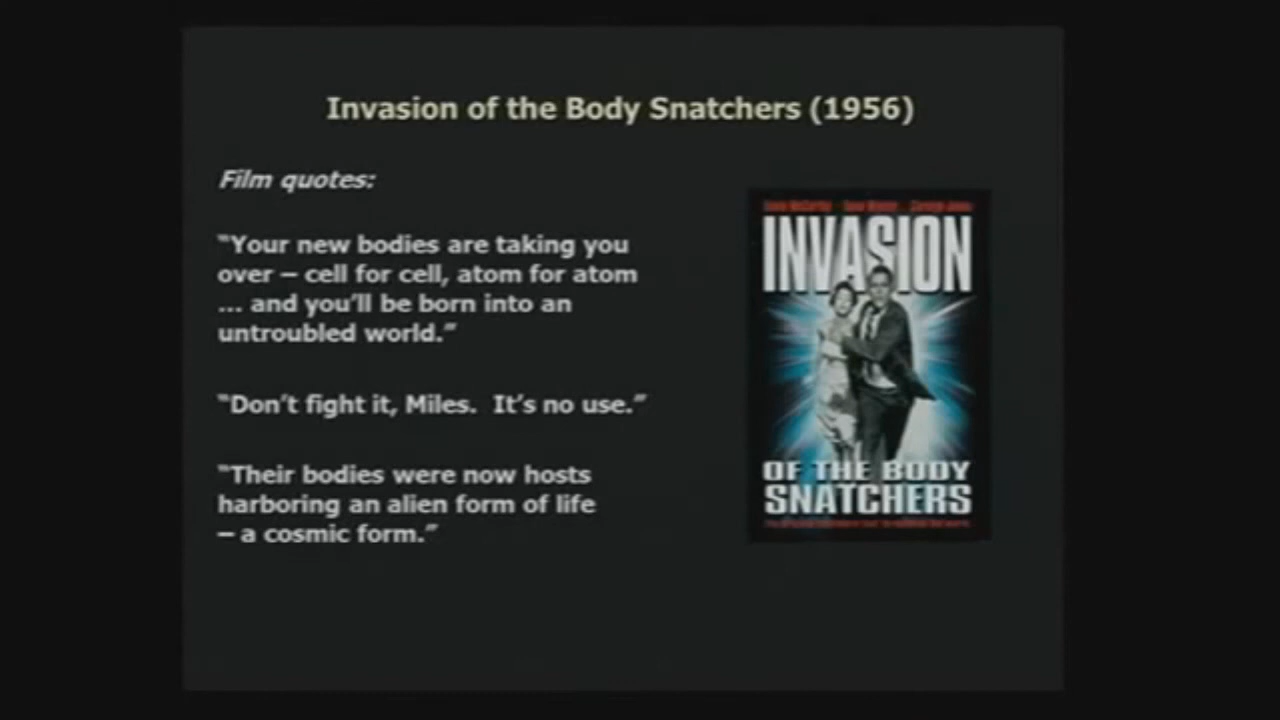 Invasion of the Body Snatchers (1956)
Film quotes:
“Your new bodies are taking you
over – cell for cell, atom for atom
... and you’ll be born into an
untroubled world.”
“Don’t fight it, Miles.  It’s no use.”
“Their bodies were now hosts
harboring an alien form of life
– a cosmic form.”
INVASION
OF THE BODY
SNATCHERS